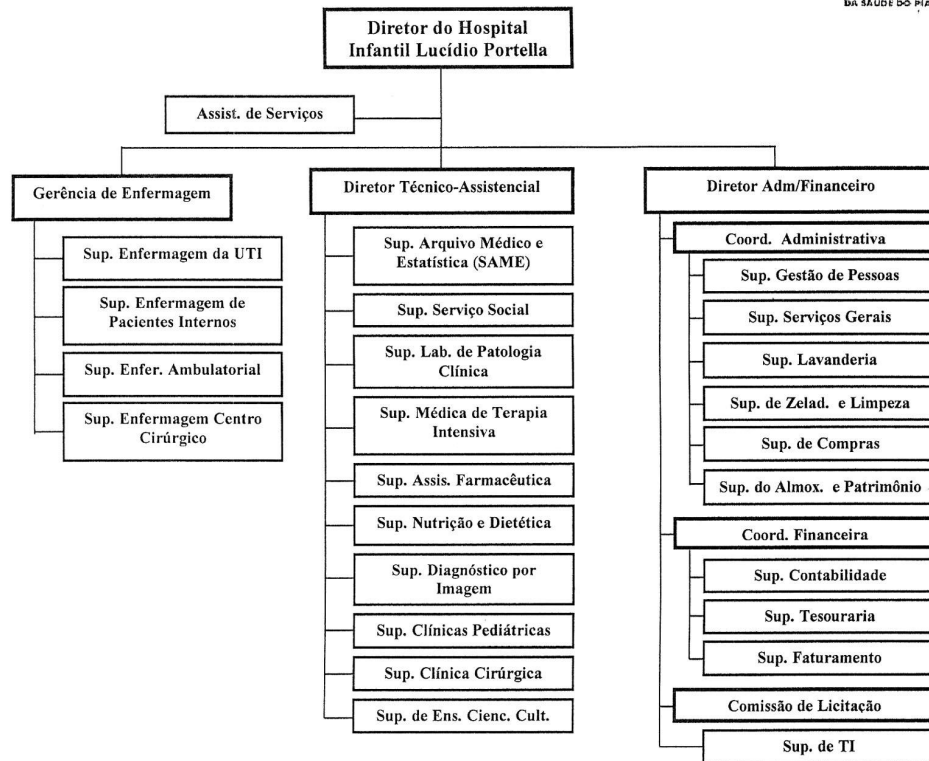 DA SAÚDE DO PIA
Diretor do Hospital
Infantil Lucídio Portella
Assist. de Serviços
Gerência de Enfermagem
Sup. Enfermagem da UTI
Sup. Enfermagem de
Pacientes Internos
Sup. Enfer. Ambulatorial
Sup. Enfermagem Centro
Cirúrgico
Diretor Técnico-Assistencial
Sup. Arquivo Médico e
Estatística (SAME)
Sup. Serviço Social
Sup. Lab. de Patologia
Clínica
Sup. Médica de Terapia
Intensiva
Sup. Assis. Farmacêutica
Sup. Nutrição e Dietética
Sup. Diagnóstico por
Imagem
Sup. Clínicas Pediátricas
Sup. Clínica Cirúrgica
Sup. de Ens. Cienc. Cult.
Diretor Adm/Financeiro
Coord. Administrativa
Sup. Gestão de Pessoas
Sup. Serviços Gerais
Sup. Lavanderia
Sup. de Zelad. e Limpeza
Sup. de Compras
Sup. do Almox. e Patrimônio
Coord. Financeira
Sup. Contabilidade
Sup. Tesouraria
Sup. Faturamento
Comissão de Licitação
Sup. de TI